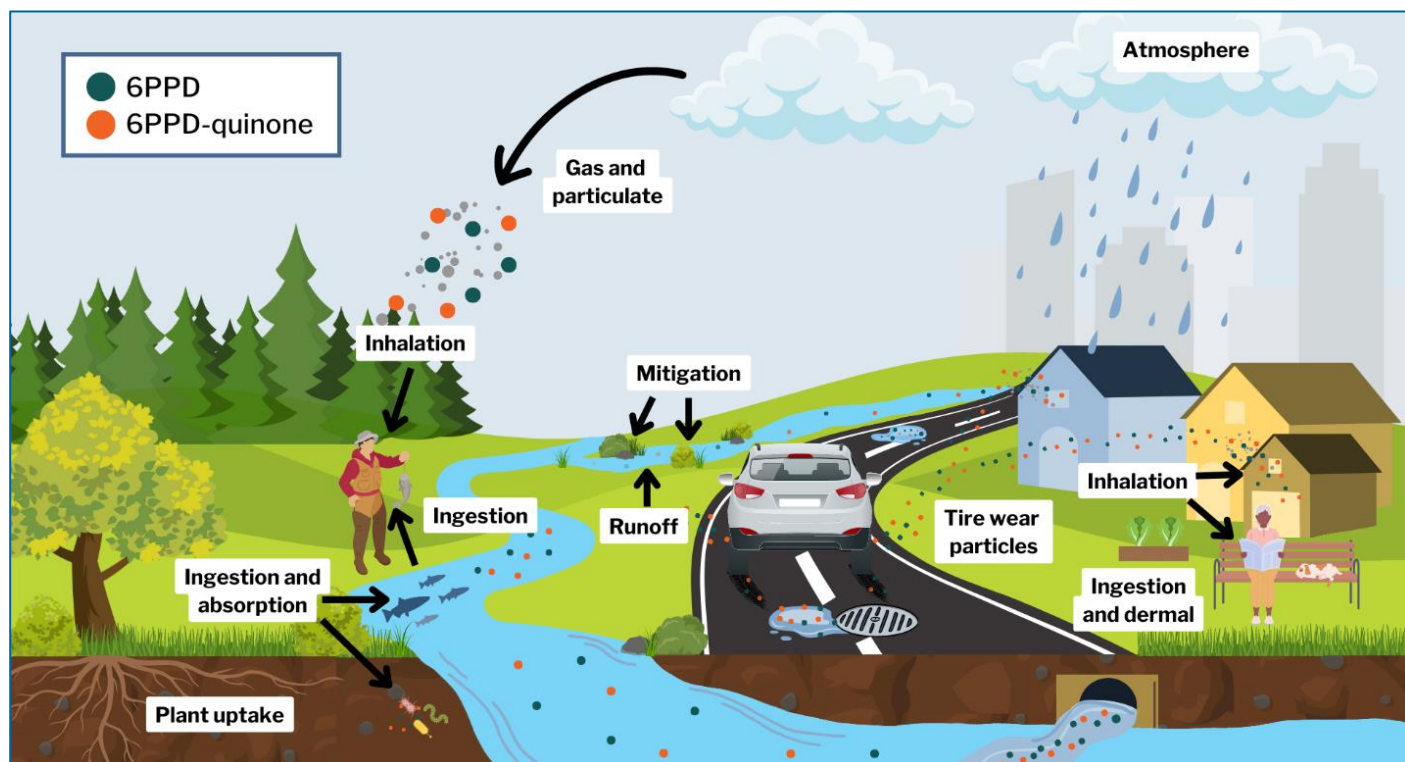 6PPD
6PPD-quinone
Atmosphere
Gas and
particulate
Inhalation
Mitigation
Ingestion
Runoff
Tire wear
particles
Inhalation
Ingestion and
absorption
Ingestion
and dermal
Plant uptake